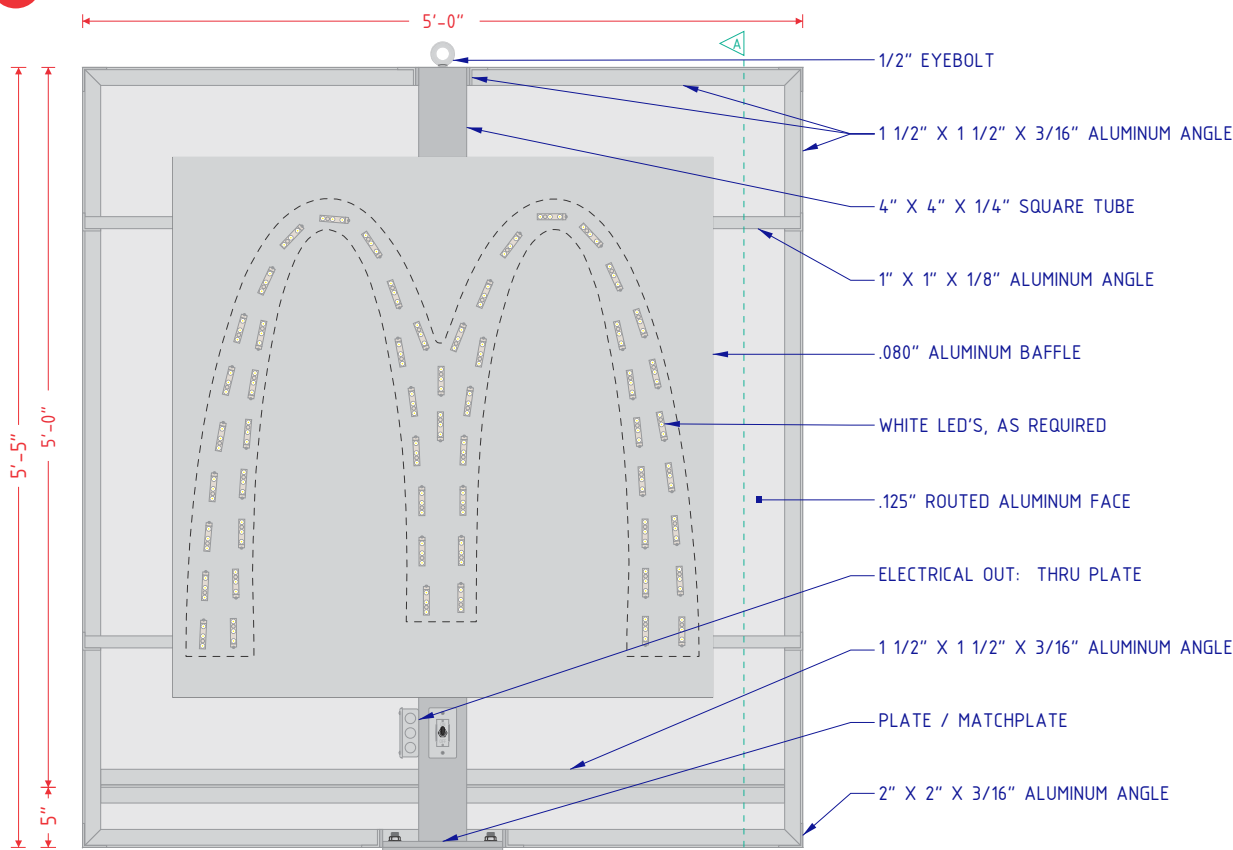 5'-0"
A
1/2" EYEBOLT
1 1/2" X 1 1/2" X 3/16" ALUMINUM ANGLE
4" X 4" X 1/4" SQUARE TUBE
1" X 1" X 1/8" ALUMINUM ANGLE
.080" ALUMINUM BAFFLE
5'-5"
5'-0"
WHITE LED'S, AS REQUIRED
.125" ROUTED ALUMINUM FACE
ELECTRICAL OUT: THRU PLATE
1 1/2" X 1 1/2" X 3/16" ALUMINUM ANGLE
PLATE / MATCHPLATE
5"
2" X 2" X 3/16" ALUMINUM ANGLE